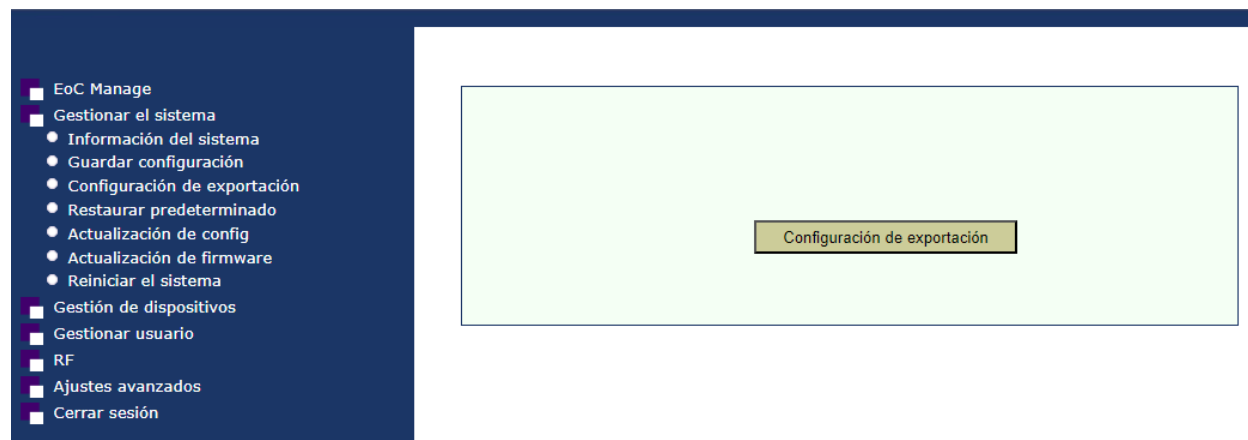 EoC Manage
Gestionar el sistema
Información del sistema
Guardar configuración
Configuración de exportación
Restaurar predeterminado
Actualización de config
Actualización de firmware
Reiniciar el sistema
Gestión de dispositivos
Gestionar usuario
RF
Ajustes avanzados
Cerrar sesión
Configuración de exportación